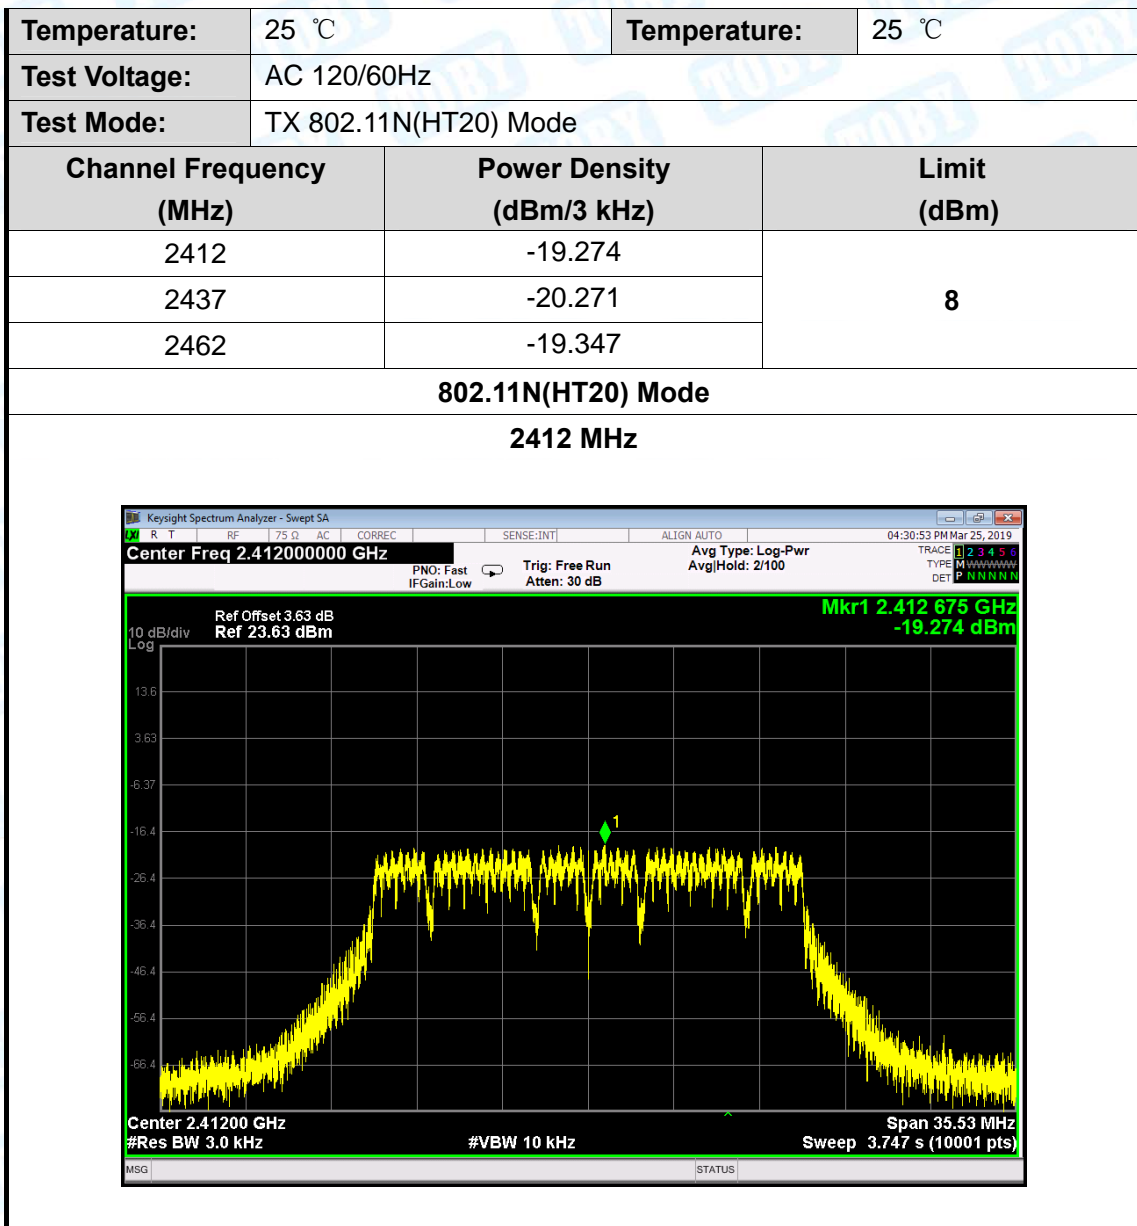 Temperature: 25 ℃ Temperature: 25 ℃
Test Voltage: AC 120/60Hz
Test Mode: TX 802.11N(HT20) Mode
Channel Frequency Power Density Limit
(MHz) (dBm/3 kHz) (dBm)
2412 -19.274
2437 -20.271 8
2462 -19.347
802.11N(HT20) Mode
2412 MHz
Keysight Spectrum Analyzer - Swept SA
LXI R T RF 75 Ω AC CORREC SENSE:INT ALIGN AUTO 04:30:53 PM Mar 25, 2019
Center Freq 2.412000000 GHz Avg Type: Log-Pwr TRACE 1 2 3 4 5 6
PNO: Fast Trig: Free Run Avg|Hold: 2/100 TYPE M WWWWW
IFGain:Low Atten: 30 dB DET P N N N N N
Mkr1 2.412 675 GHz
-19.274 dBm
Ref Offset 3.63 dB
10 dB/div Ref 23.63 dBm
Log
13.6
3.63
-6.37
1
-16.4
-26.4
-36.4
-46.4
-56.4
-66.4
Center 2.41200 GHz Span 35.53 MHz
#Res BW 3.0 kHz #VBW 10 kHz Sweep 3.747 s (10001 pts)
MSG STATUS
TOBY